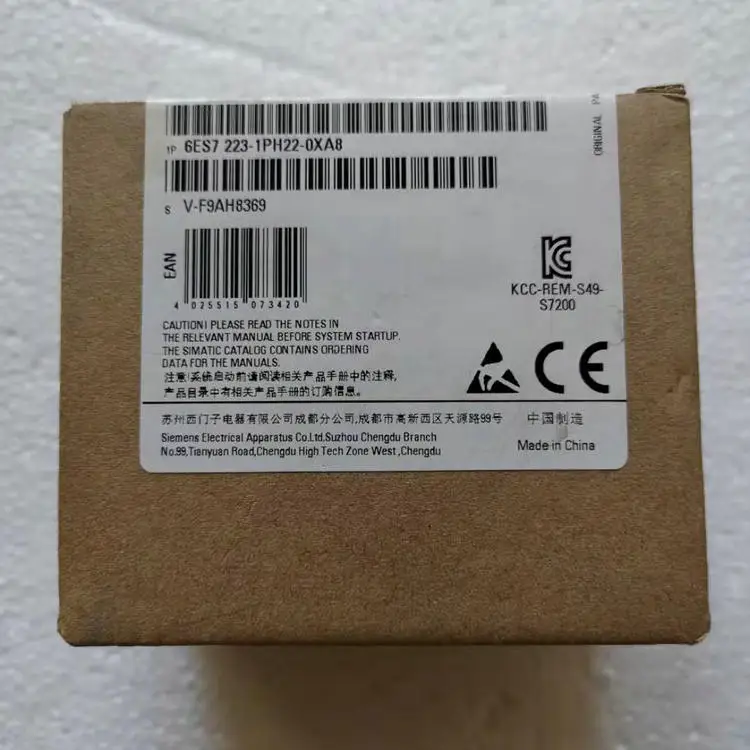 1P 6ES7 223-1PH22-0XA8
ORIGINAL PA
S V-F9AH8369
EAN
4 025515 073420
KCC-REM-S49-
S7200
CAUTION! PLEASE READ THE NOTES IN
THE RELEVANT MANUAL BEFORE SYSTEM STARTUP.
THE SIMATIC CATALOG CONTAINS ORDERING
DATA FOR THE MANUALS.
注意!系统启动前请阅读相关产品手册中的注释,
产品目录中有相关产品手册的订购信息.
CE
苏州西门子电器有限公司成都分公司,成都市高新西区天源路99号 中国制造
Siemens Electrical Apparatus Co.Ltd.Suzhou Chengdu Branch
No.99,Tianyuan Road,Chengdu High Tech Zone West ,Chengdu
Made in China